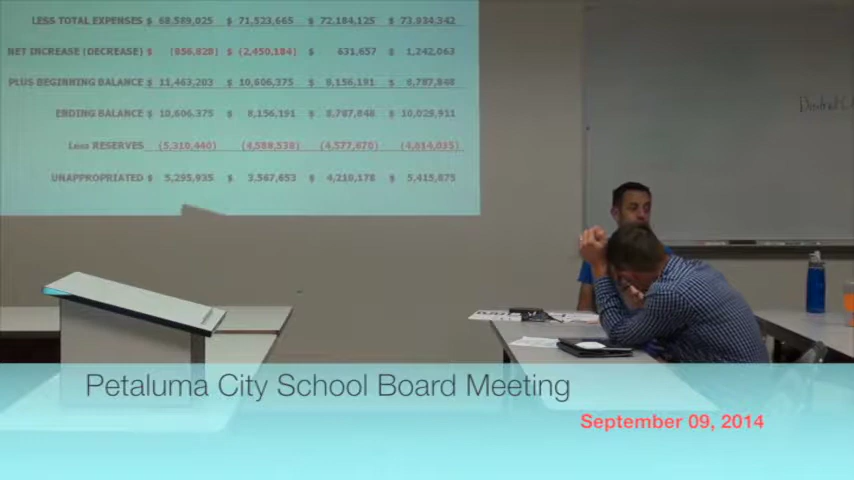 LESS TOTAL EXPENSES $ 68,589,025 $ 71,523,665 $ 72,184,125 $ 73,934,342
NET INCREASE (DECREASE) $ (856,828) $ (2,450,184) $ 631,657 $ 1,242,063
PLUS BEGINNING BALANCE $ 11,463,203 $ 10,606,375 $ 8,156,191 $ 8,787,848
ENDING BALANCE $ 10,606,375 $ 8,156,191 $ 8,787,848 $ 10,029,911
Less RESERVES (5,310,440) (4,588,538) (4,577,670) (4,614,035)
UNAPPROPRIATED $ 5,295,935 $ 3,567,653 $ 4,210,178 $ 5,415,875
District
Petaluma City School Board Meeting
September 09, 2014